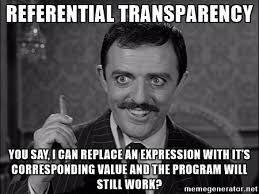 REFERENTIAL TRANSPARENCY
YOU SAY, I CAN REPLACE AN EXPRESSION WITH IT'S
CORRESPONDING VALUE AND THE PROGRAM WILL
STILL WORK?
memegenerator.net